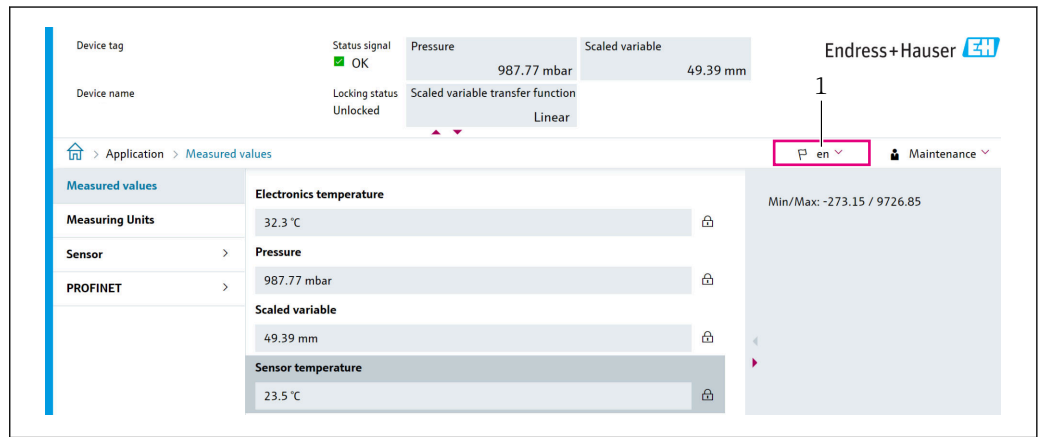 Device tag
Status signal
OK
Pressure
987.77 mbar
Scaled variable
49.39 mm
Endress+Hauser EH
Device name
Locking status
Unlocked
Scaled variable transfer function
Linear
1
> Application > Measured values
en
Maintenance
Measured values
Measuring Units
Sensor >
PROFINET >
Electronics temperature
32.3 °C
Pressure
987.77 mbar
Scaled variable
49.39 mm
Sensor temperature
23.5 °C
Min/Max: -273.15 / 9726.85